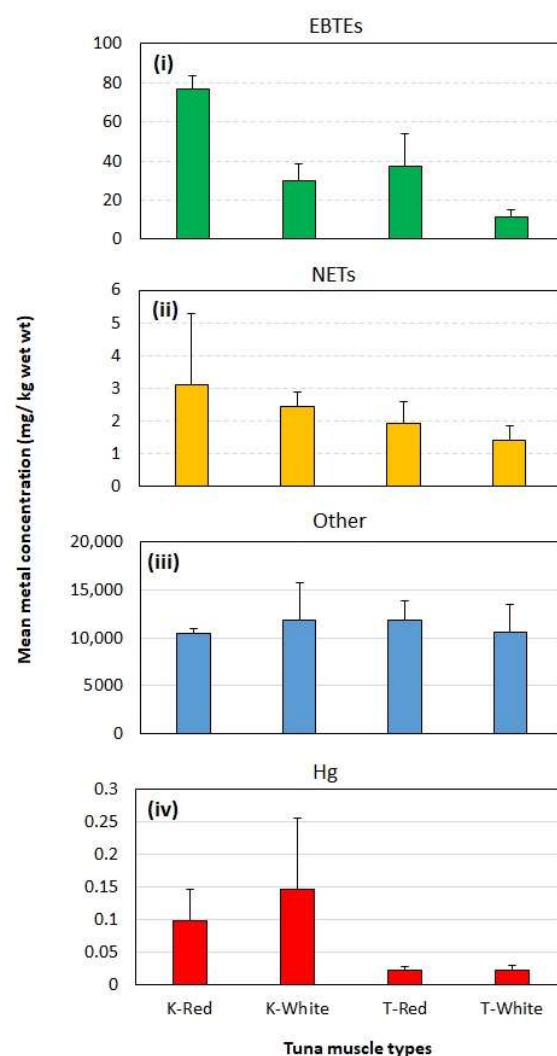 EBTEs
(i)
100
80
60
40
20
0
NETs
(ii)
6
5
4
3
2
1
0
Mean metal concentration (mg/ kg wet wt)
Other
(iii)
20,000
15,000
10,000
5000
0
Hg
(iv)
0.3
0.25
0.2
0.15
0.1
0.05
0
K-Red K-White T-Red T-White
Tuna muscle types